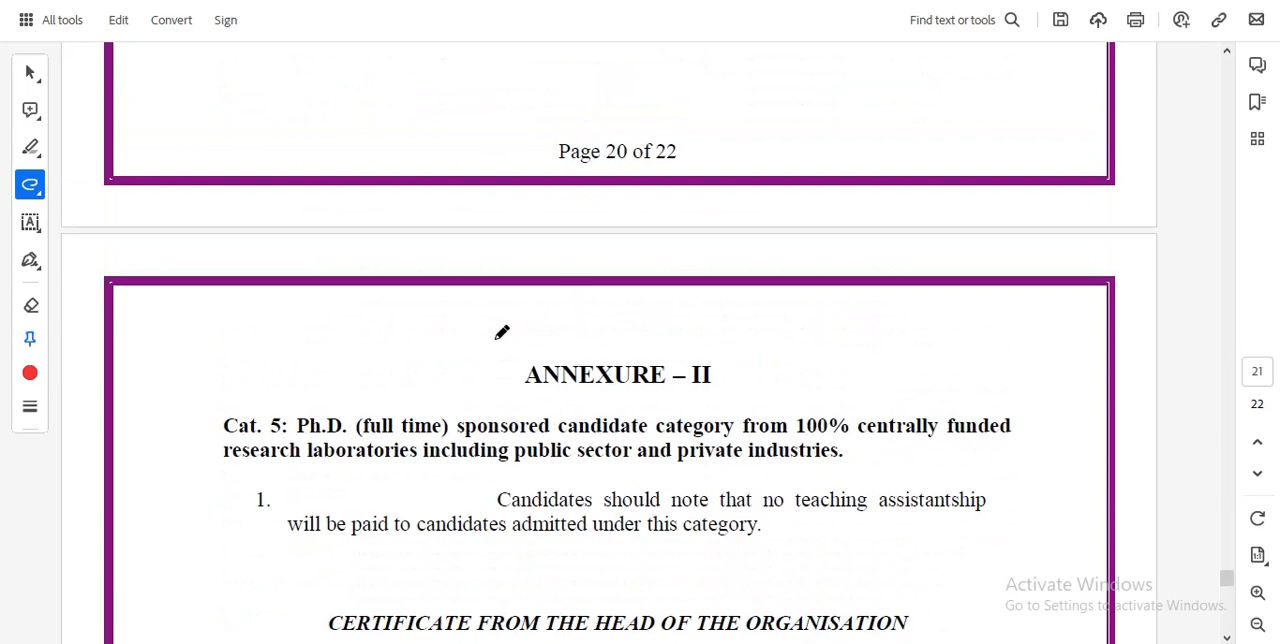 All tools Edit Convert Sign Find text or tools
Page 20 of 22
ANNEXURE – II
Cat. 5: Ph.D. (full time) sponsored candidate category from 100% centrally funded
research laboratories including public sector and private industries.
1. Candidates should note that no teaching assistantship
will be paid to candidates admitted under this category.
CERTIFICATE FROM THE HEAD OF THE ORGANISATION
21
22
Activate Windows
Go to Settings to activate Windows.